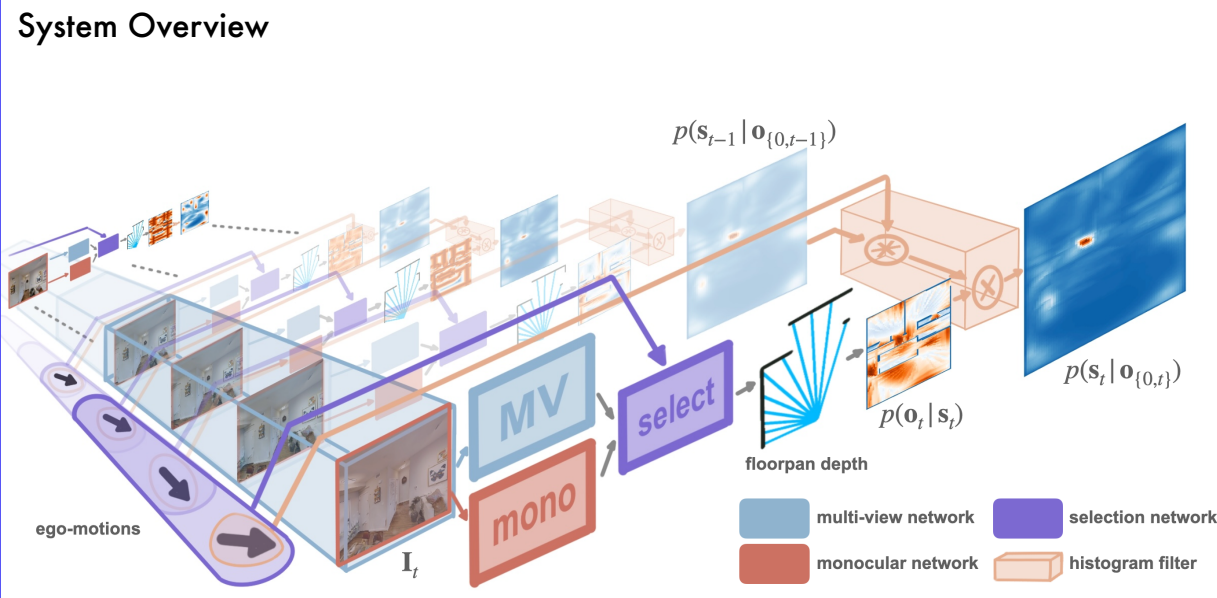 System Overview
p(s_{t−1} | o_{{0,t−1}})
p(s_t | o_{{0,t}})
MV
select
mono
p(o_t | s_t)
floorpan depth
ego-motions
I_t
multi-view network
selection network
monocular network
histogram filter